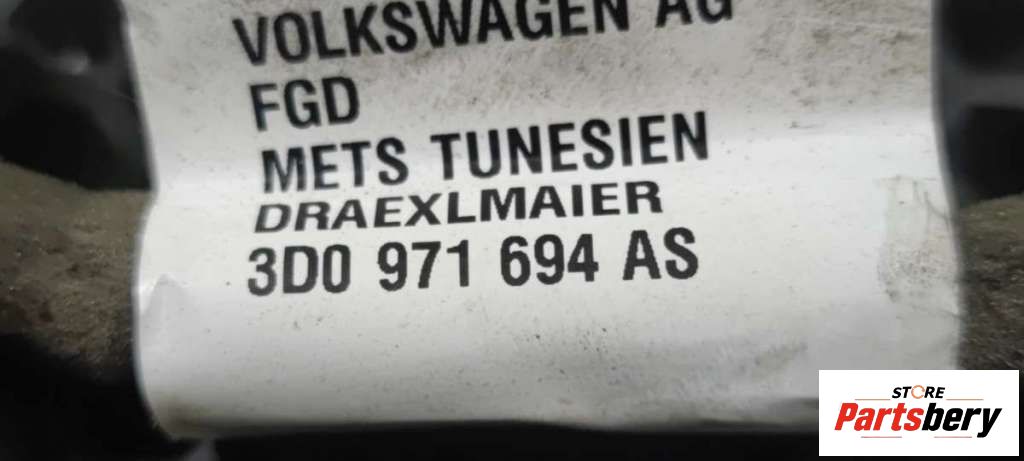 VOLKSWAGEN AG
FGD
METS TUNESIEN
DRAEXLMAIER
3D0 971 694 AS
STORE
Partsbery